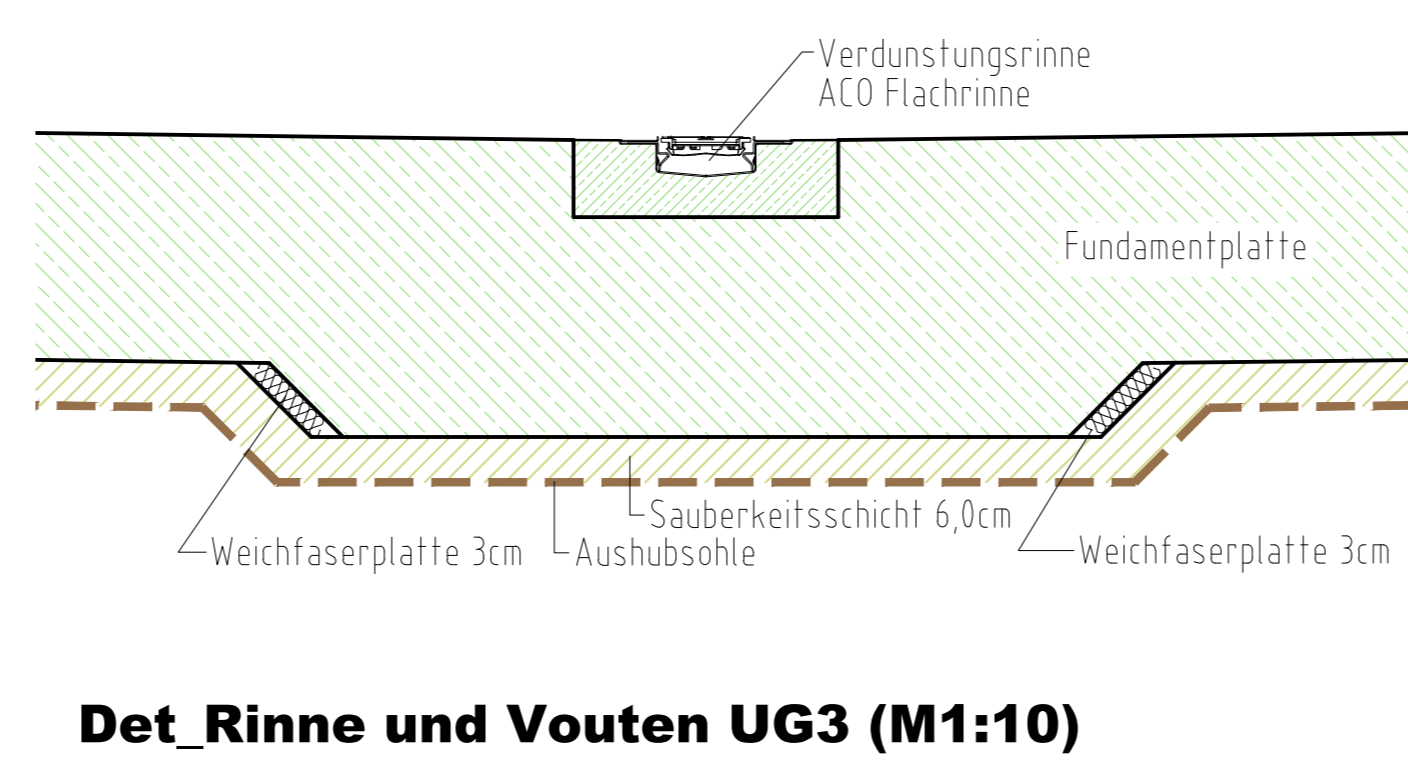 Verdunstungsrinne
ACO Flachrinne
Fundamentplatte
Sauberkeitsschicht 6,0cm
Weichfaserplatte 3cm
Aushubsohle
Weichfaserplatte 3cm
Det_Rinne und Vouten UG3 (M1:10)